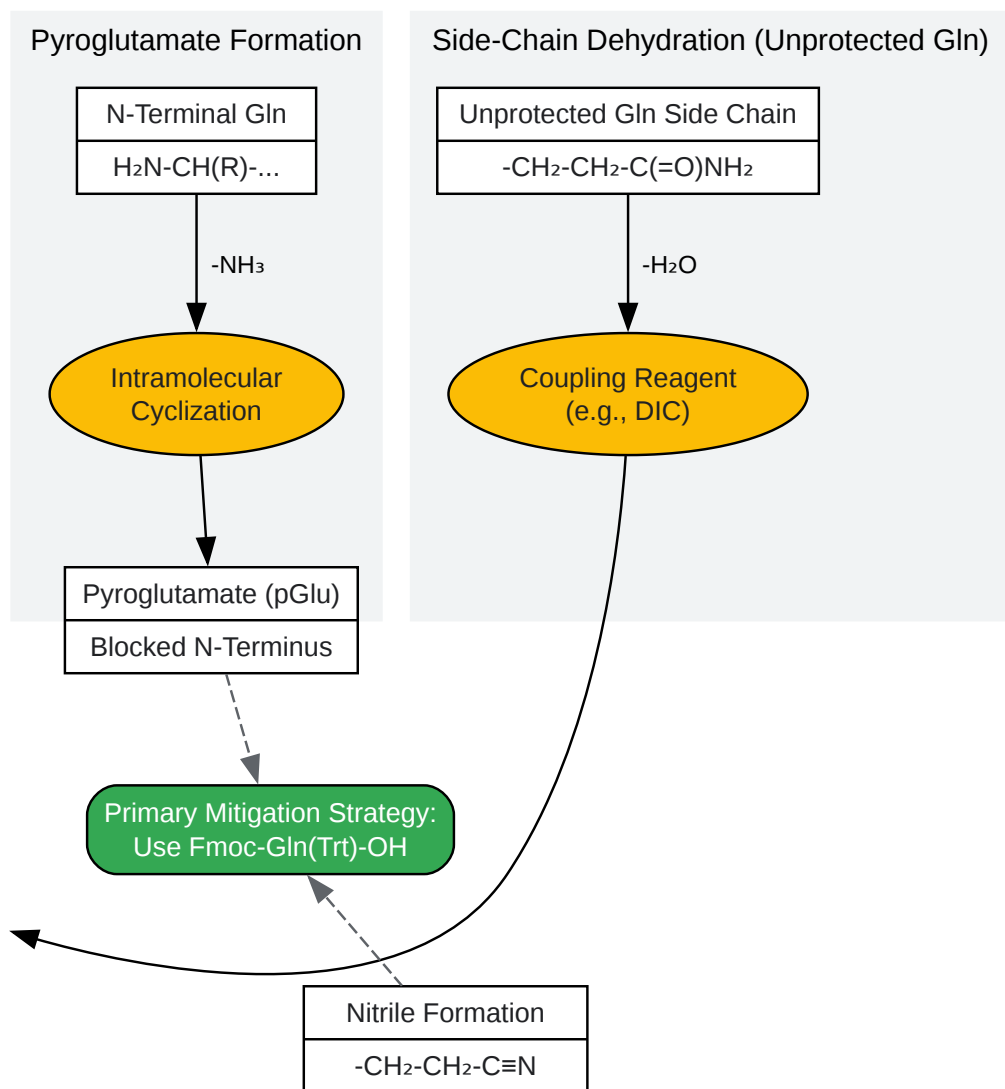 Pyroglutamate Formation
N-Terminal Gln
H₂N-CH(R)-...
-NH₃
Intramolecular
Cyclization
Pyroglutamate (pGlu)
Blocked N-Terminus
Side-Chain Dehydration (Unprotected Gln)
Unprotected Gln Side Chain
-CH₂-CH₂-C(=O)NH₂
-H₂O
Coupling Reagent
(e.g., DIC)
Primary Mitigation Strategy:
Use Fmoc-Gln(Trt)-OH
Nitrile Formation
-CH₂-CH₂-C≡N